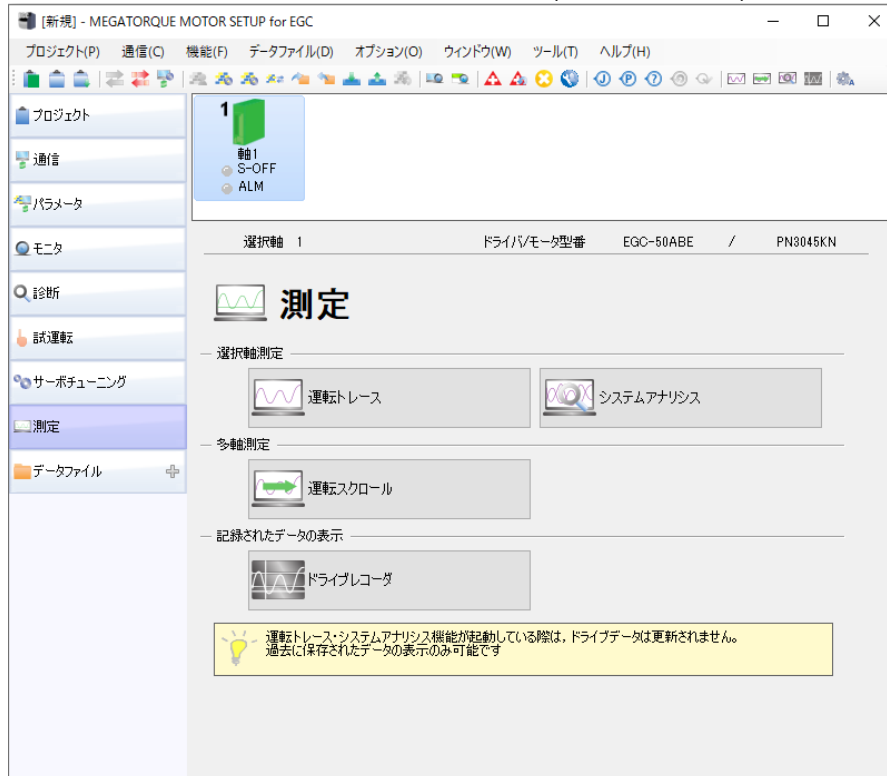 [新規] - MEGATORQUE MOTOR SETUP for EGC
プロジェクト(P) 通信(C) 機能(F) データファイル(D) オプション(O) ウィンドウ(W) ツール(T) ヘルプ(H)
プロジェクト
通信
パラメータ
モニタ
診断
試運転
サーボチューニング
測定
データファイル
1
軸1
S-OFF
ALM
選択軸 1 ドライバ/モータ型番 EGC-50ABE / PN3045KN
測定
選択軸測定
運転トレース システムアナリシス
多軸測定
運転スクロール
記録されたデータの表示
ドライブレコーダ
運転トレース・システムアナリシス機能が起動している際は, ドライブデータは更新されません。
過去に保存されたデータの表示のみ可能です